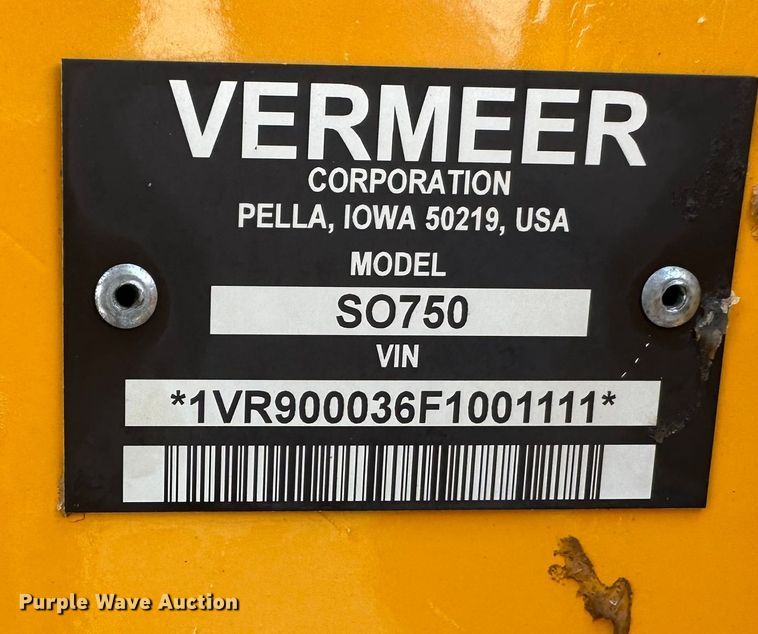 VERMEER
CORPORATION
PELLA, IOWA 50219, USA
MODEL
SO750
VIN
*1VR900036F1001111*
Purple Wave Auction